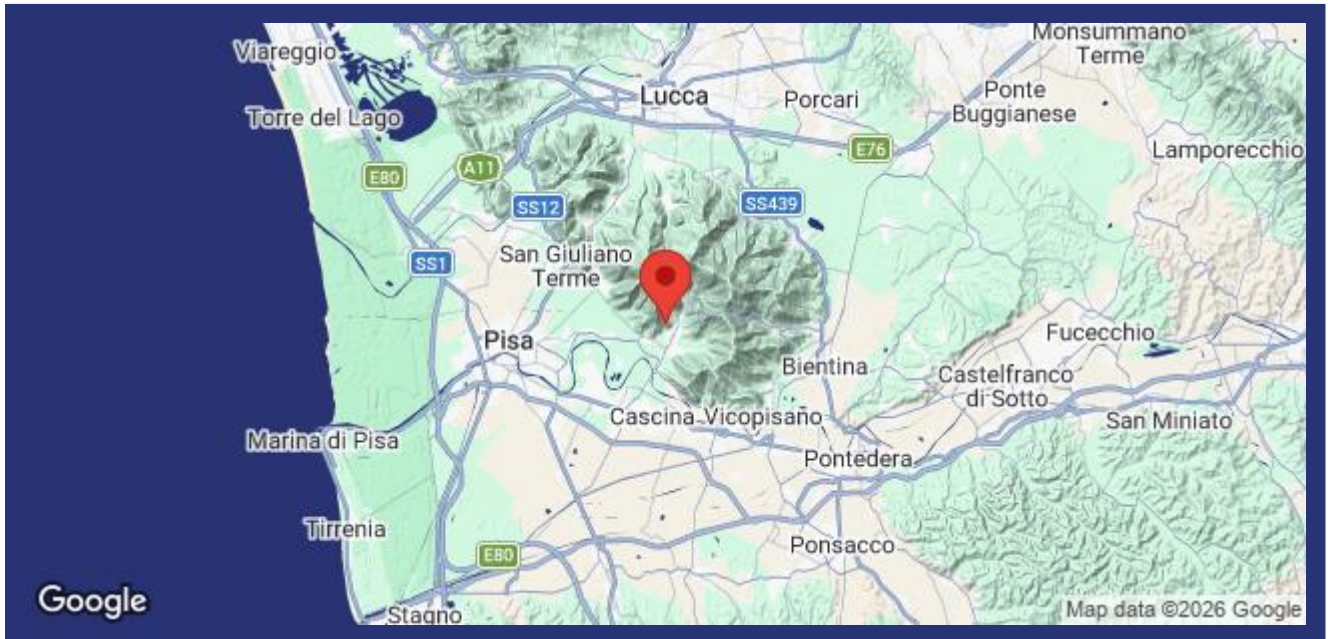 Monsummano
Terme
Viareggio
Lucca
Porcari
Ponte
Buggianese
Torre del Lago
Lamporecchio
E76
A11
E80
SS12
SS439
San Giuliano
Terme
SS1
Pisa
Fucecchio
Bientina
Castelfranco
di Sotto
Cascina
Vicopisano
San Miniato
Marina di Pisa
Pontedera
Tirrenia
Ponsacco
E80
Google
Stagno
Map data ©2026 Google